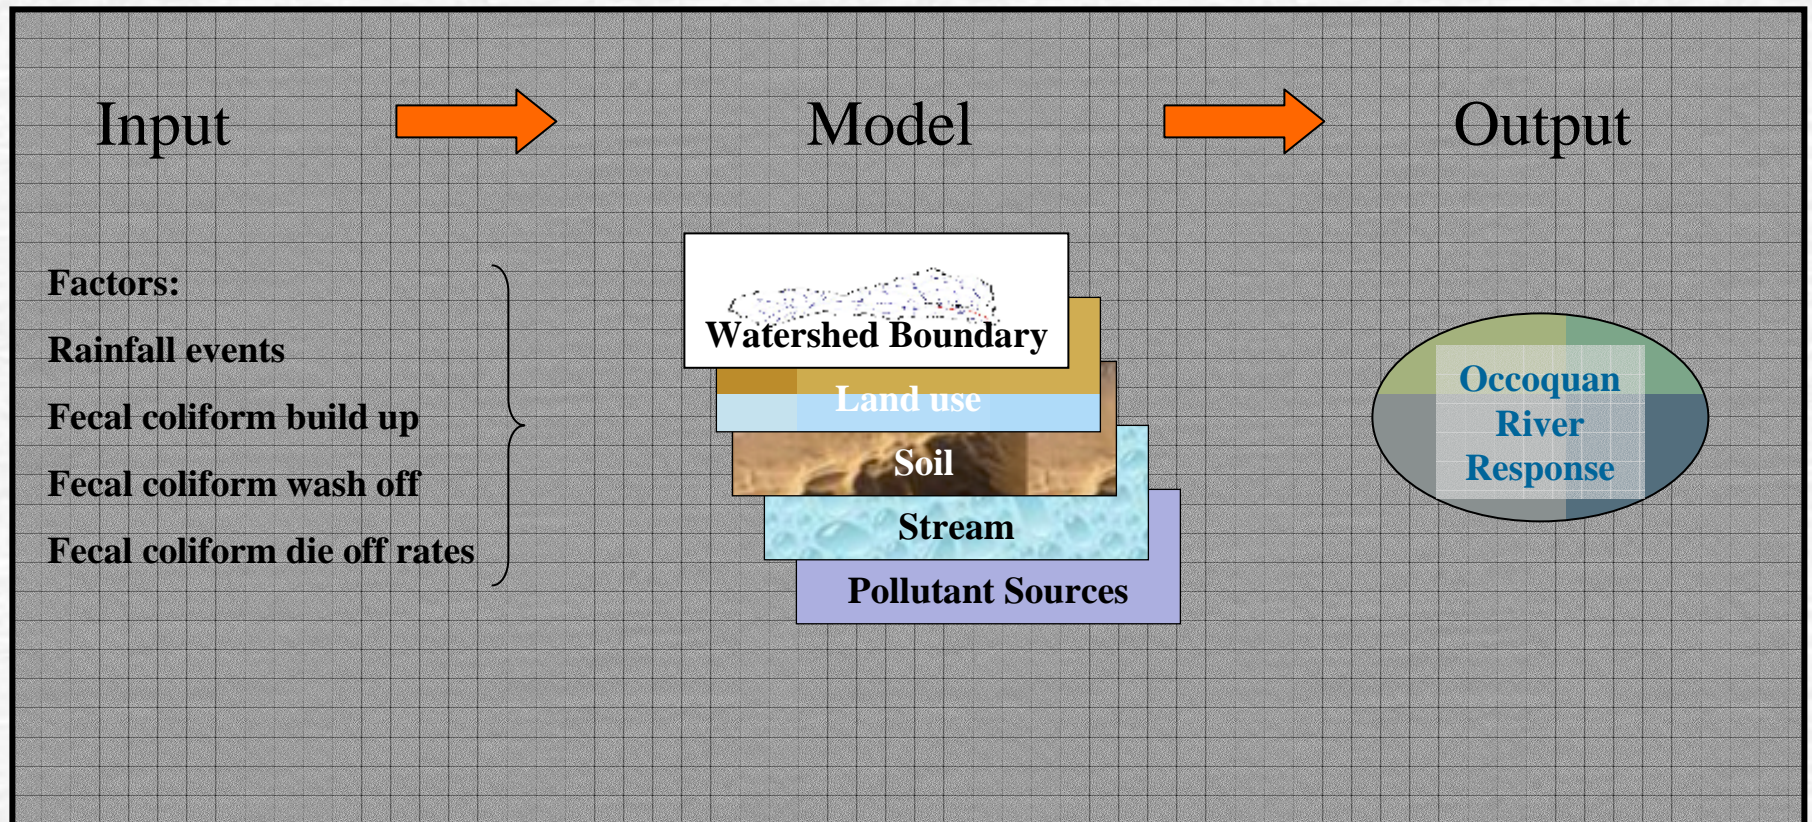 Input
Model
Output
Factors:
Rainfall events
Fecal coliform build up
Fecal coliform wash off
Fecal coliform die off rates
Watershed Boundary
Land use
Soil
Stream
Pollutant Sources
Occoquan
River
Response